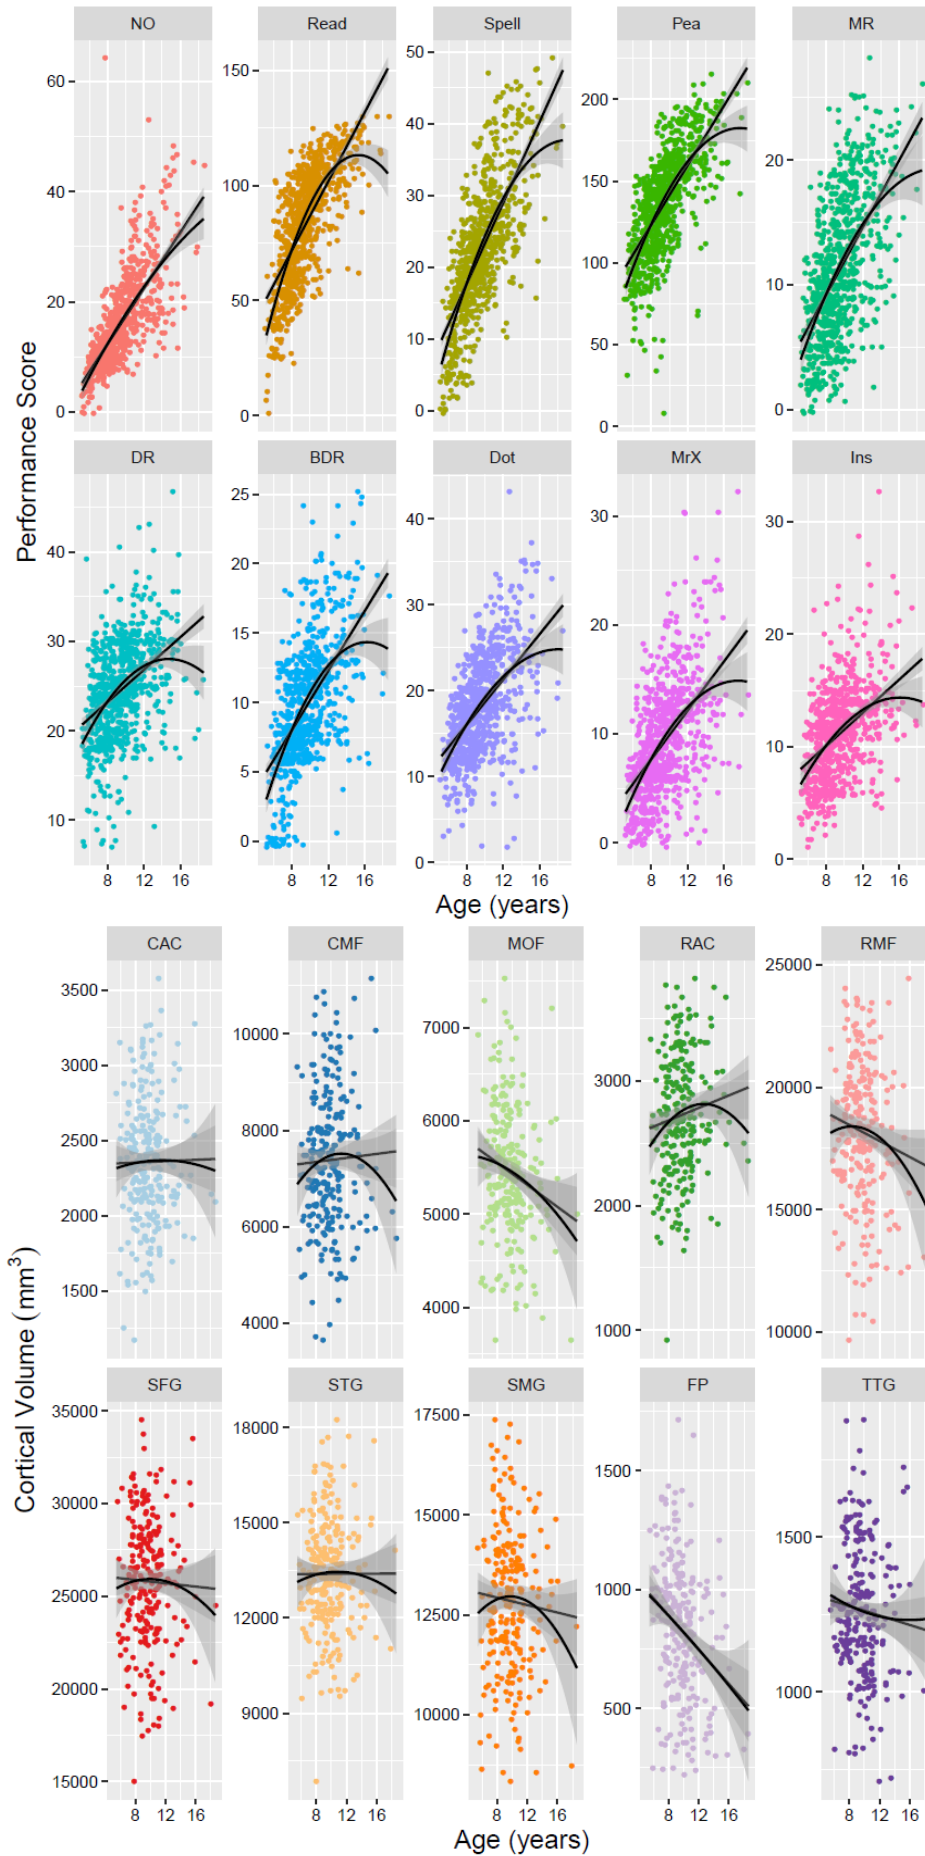 NO Read Spell Pea MR
60 40 20 0
150 100 50 0
50 40 30 20 10 0
200 150 100 50 0
20 10 0
Performance Score
DR BDR Dot MrX Ins
40 30 20 10
25 20 15 10 5 0
40 30 20 10 0
30 20 10 0
30 20 10 0
8 12 16 8 12 16 8 12 16 8 12 16 8 12 16
Age (years)
CAC CMF MOF RAC RMF
3500 3000 2500 2000 1500
10000 8000 6000 4000
7000 6000 5000 4000
3000 2000 1000
25000 20000 15000 10000
Cortical Volume (mm³)
SFG STG SMG FP TTG
35000 30000 25000 20000 15000
18000 15000 12000 9000
17500 15000 12500 10000
1500 1000 500
1500 1000
8 12 16 8 12 16 8 12 16 8 12 16 8 12 16
Age (years)